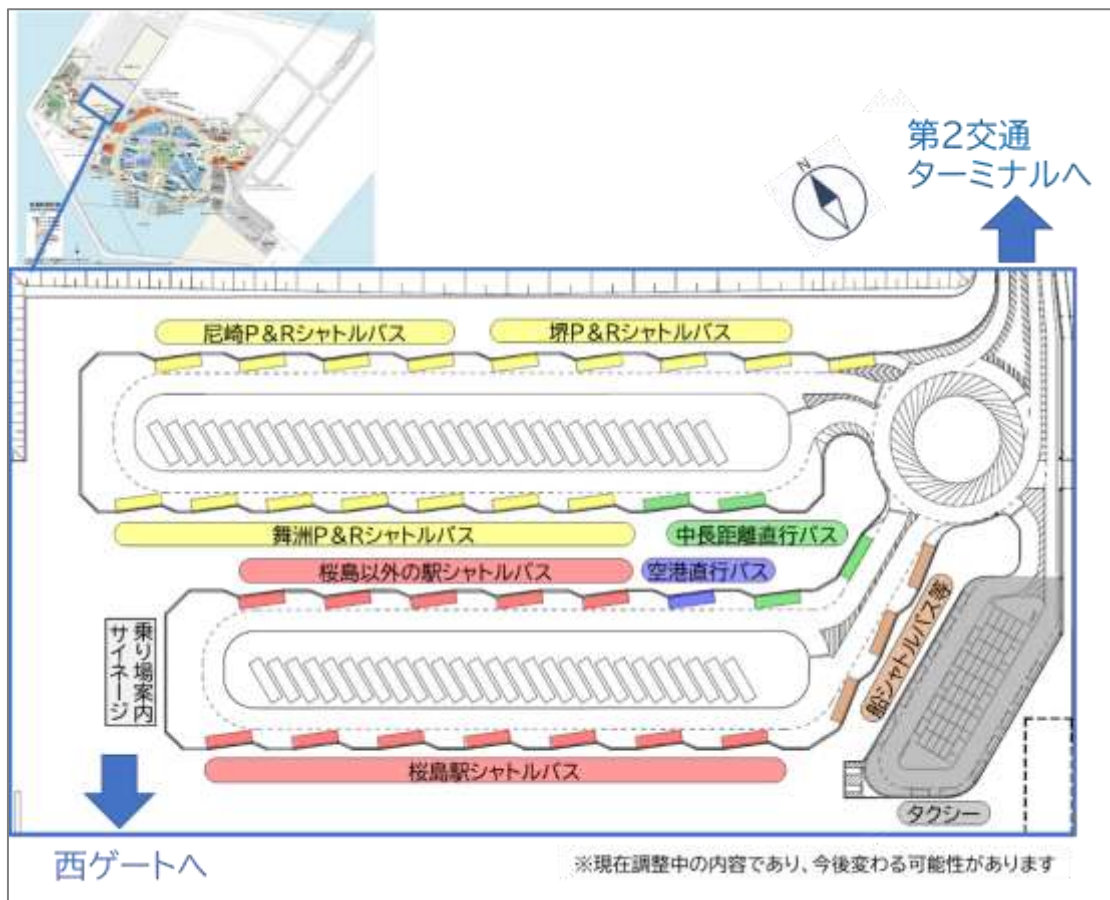 第2交通
ターミナルへ
N
尼崎P&Rシャトルバス
堺P&Rシャトルバス
舞洲P&Rシャトルバス
中長距離直行バス
桜島以外の駅シャトルバス
空港直行バス
乗り場案内
サイネージ
船シャトルバス等
桜島駅シャトルバス
タクシー
西ゲートへ
※現在調整中の内容であり、今後変わる可能性があります